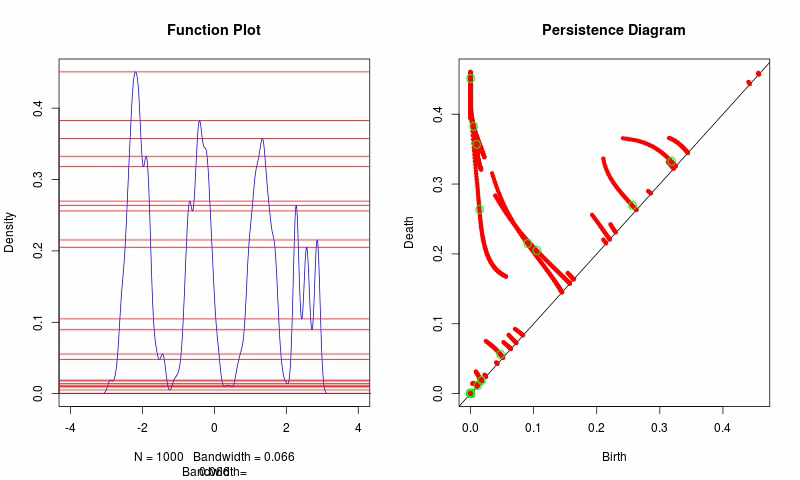 Function Plot
Density
0.0 0.1 0.2 0.3 0.4
-4 -2 0 2 4
N = 1000 Bandwidth = 0.066
Bandwidth=
Persistence Diagram
Death
0.0 0.1 0.2 0.3 0.4
0.0 0.1 0.2 0.3 0.4
Birth